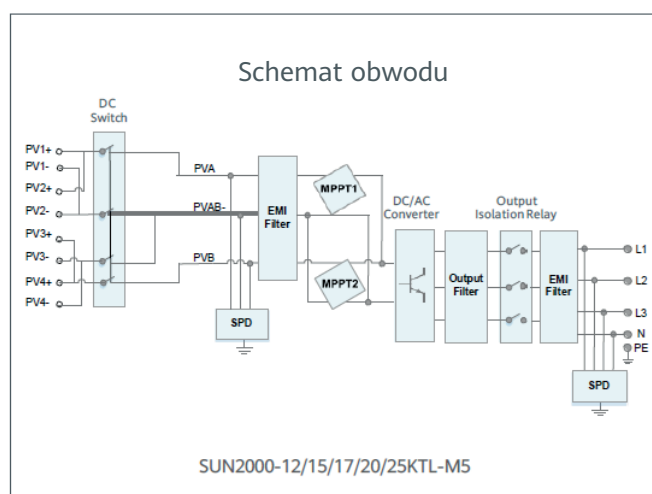 Schemat obwodu
DC
Switch
PV1+
PV1-
PV2+
PV2-
PV3+
PV3-
PV4+
PV4-
PVA
PVAB-
PVB
EMI
Filter
SPD
MPPT1
MPPT2
DC/AC
Converter
Output
Filter
Output
Isolation Relay
EMI
Filter
L1
L2
L3
N
PE
SPD
SUN2000-12/15/17/20/25KTL-M5